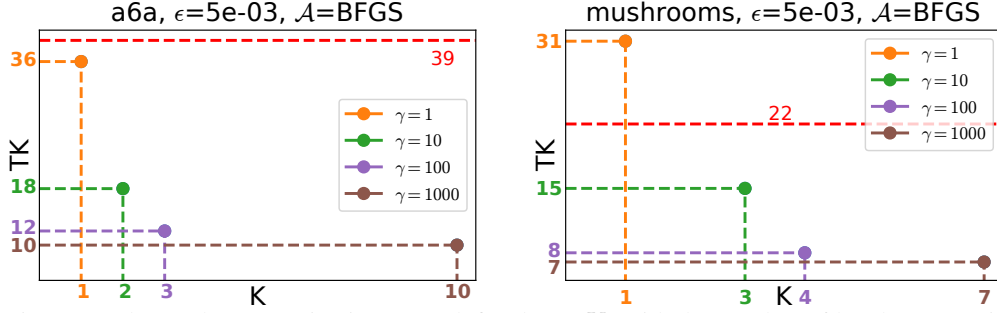 a6a, ϵ=5e-03, 𝒜=BFGS
36
39
TK
γ = 1
γ = 10
γ = 100
γ = 1000
18
12
10
1
2
3
K
10
mushrooms, ϵ=5e-03, 𝒜=BFGS
31
22
TK
γ = 1
γ = 10
γ = 100
γ = 1000
15
8
7
1
3
K
4
7